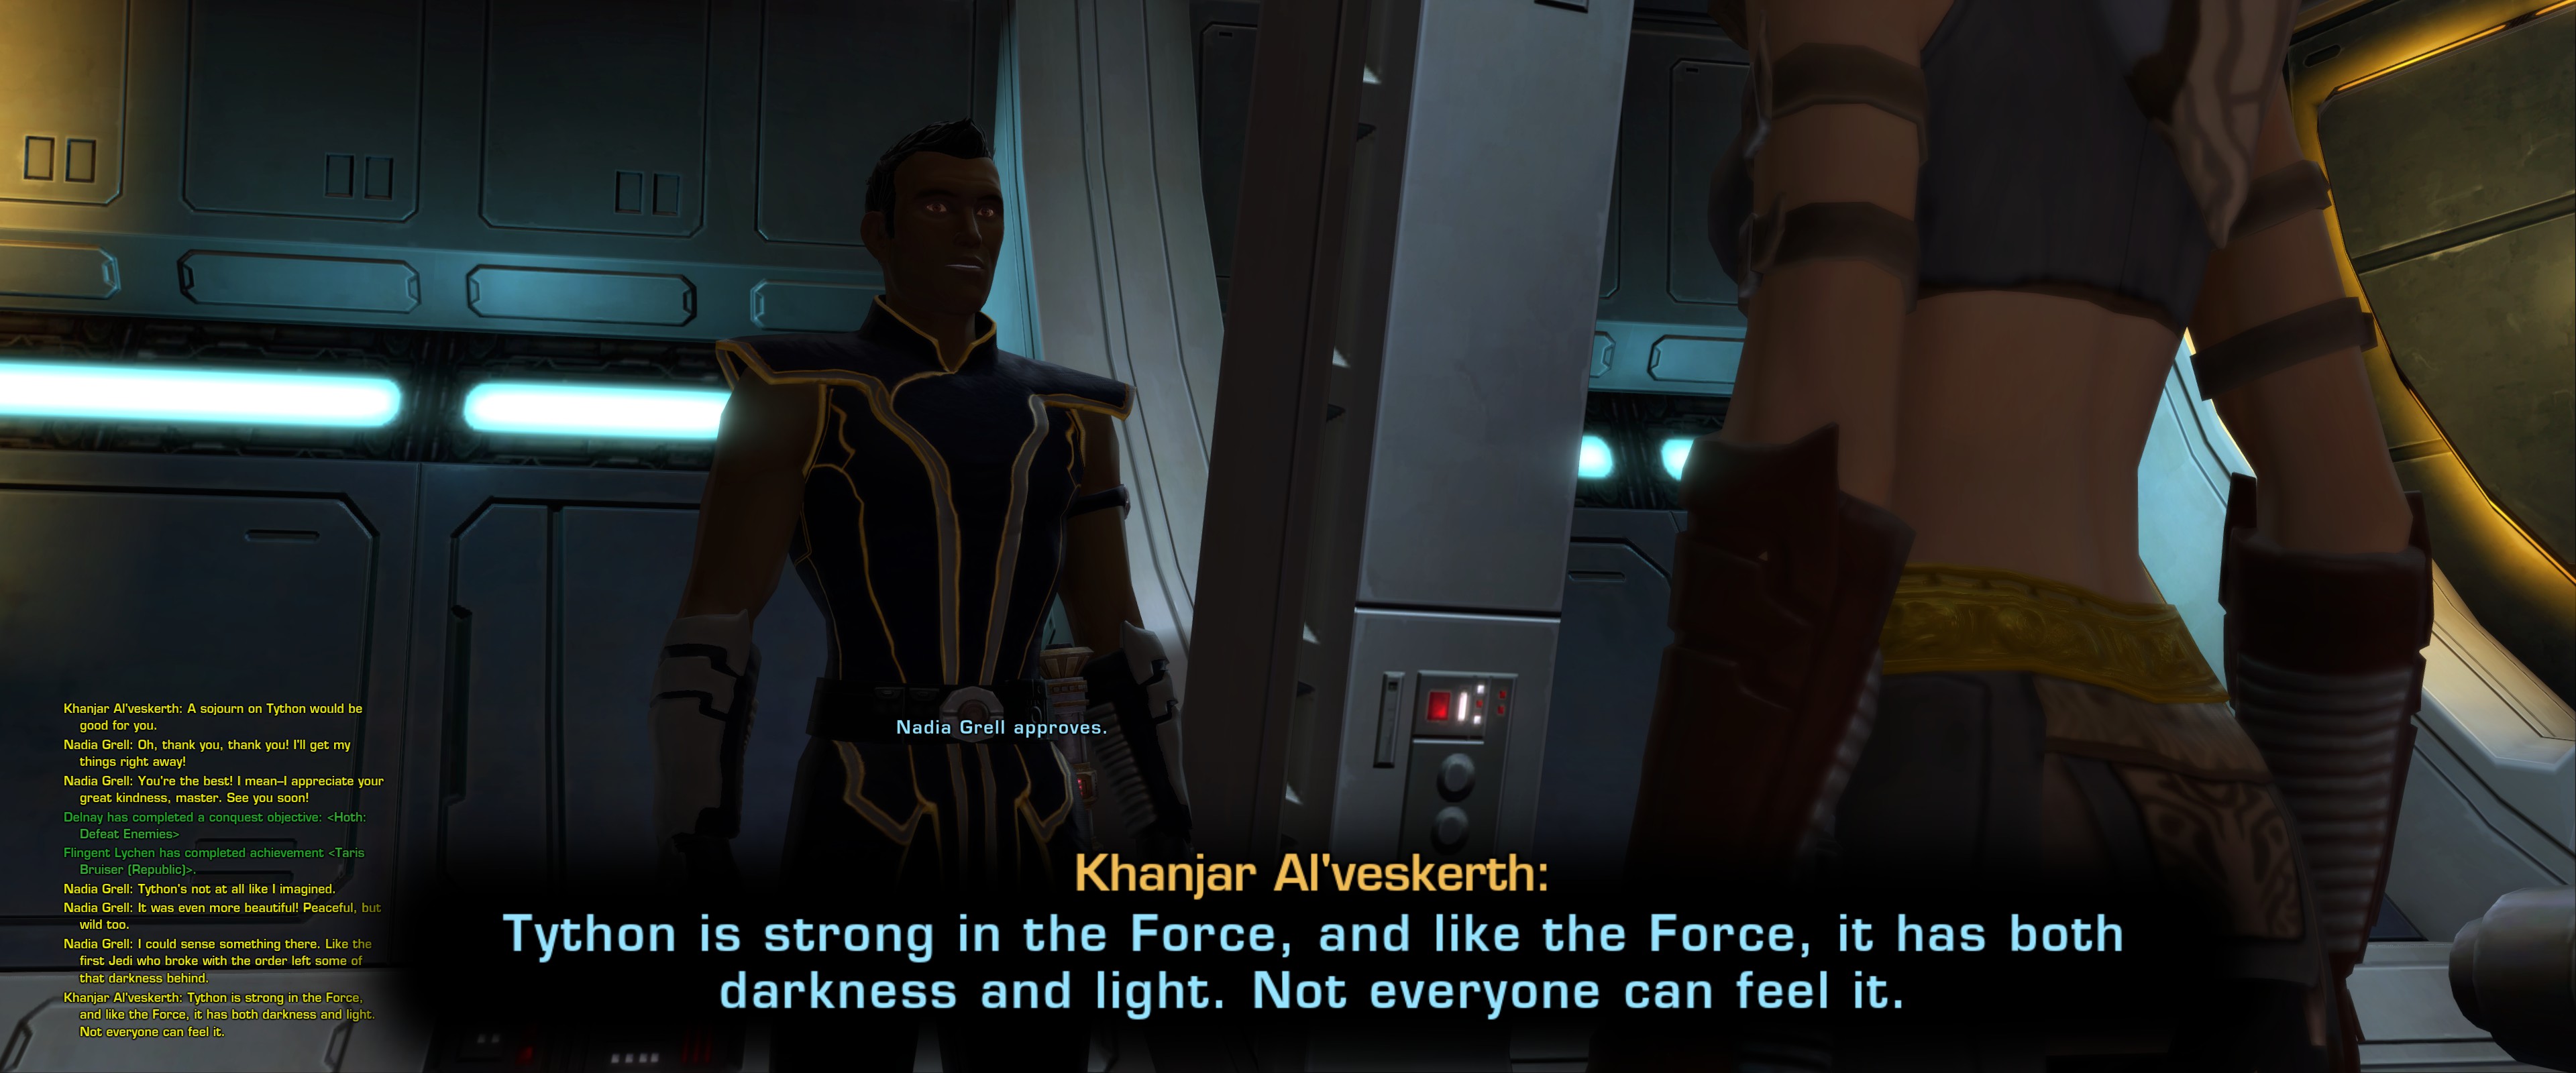 Khanjar Al'veskerth: A sojourn on Tython would be
good for you.
Nadia Grell: Oh, thank you, thank you! I'll get my
things right away!
Nadia Grell: You're the best! I mean–I appreciate your
great kindness, master. See you soon!
Delnay has completed a conquest objective: <Hoth:
Defeat Enemies>
Flingent Lychen has completed achievement <Taris
Bruiser (Republic)>.
Nadia Grell: Tython's not at all like I imagined.
Nadia Grell: It was even more beautiful! Peaceful, but
wild too.
Nadia Grell: I could sense something there. Like the
first Jedi who broke with the order left some of
that darkness behind.
Khanjar Al'veskerth: Tython is strong in the Force,
and like the Force, it has both darkness and light.
Not everyone can feel it.
Nadia Grell approves.
Khanjar Al'veskerth:
Tython is strong in the Force, and like the Force, it has both
darkness and light. Not everyone can feel it.